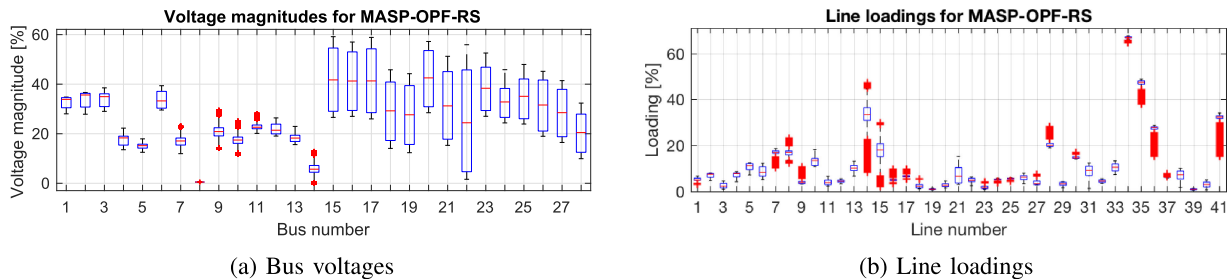 Voltage magnitudes for MASP-OPF-RS
Voltage magnitude [%]
60
40
20
0
1 3 5 7 9 11 13 15 17 19 21 23 25 27
Bus number
(a) Bus voltages
Line loadings for MASP-OPF-RS
Loading [%]
60
40
20
0
1 3 5 7 9 11 13 15 17 19 21 23 25 27 29 31 33 35 37 39 41
Line number
(b) Line loadings